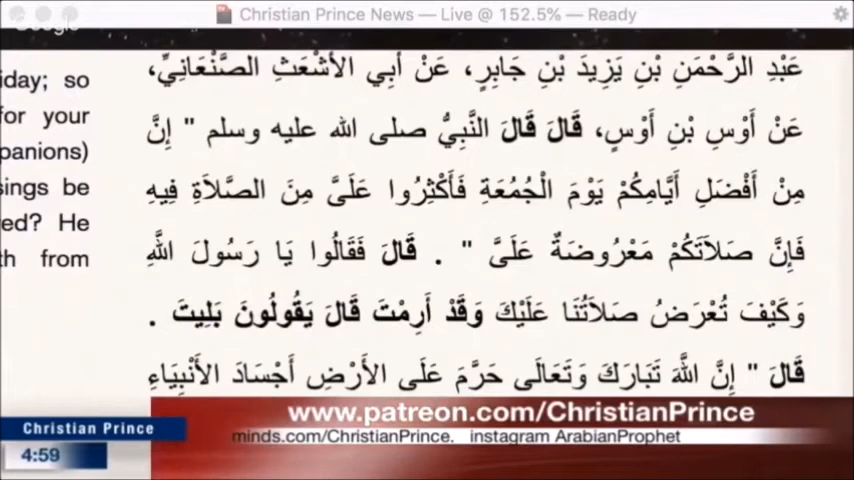 Christian Prince News — Live @ 152.5% — Ready
Google
iday; so
for your
panions)
sings be
red? He
th from
عَبْدِ الرَّحْمَنِ بْنِ يَزِيدَ بْنِ جَابِرٍ، عَنْ أَبِي الأَشْعَثِ الصَّنْعَانِيِّ،
عَنْ أَوْسِ بْنِ أَوْسٍ، قَالَ قَالَ النَّبِيُّ صلى الله عليه وسلم " إِنَّ
مِنْ أَفْضَلِ أَيَّامِكُمْ يَوْمَ الْجُمُعَةِ فَأَكْثِرُوا عَلَىَّ مِنَ الصَّلاَةِ فِيهِ
فَإِنَّ صَلاَتَكُمْ مَعْرُوضَةٌ عَلَىَّ " . قَالَ فَقَالُوا يَا رَسُولَ اللَّهِ
وَكَيْفَ تُعْرَضُ صَلاَتُنَا عَلَيْكَ وَقَدْ أَرِمْتَ قَالَ يَقُولُونَ بَلِيتَ .
قَالَ " إِنَّ اللَّهَ تَبَارَكَ وَتَعَالَى حَرَّمَ عَلَى الأَرْضِ أَجْسَادَ الأَنْبِيَاءِ
www.patreon.com/ChristianPrince
Christian Prince
minds.com/ChristianPrince. instagram ArabianProphet
4:59